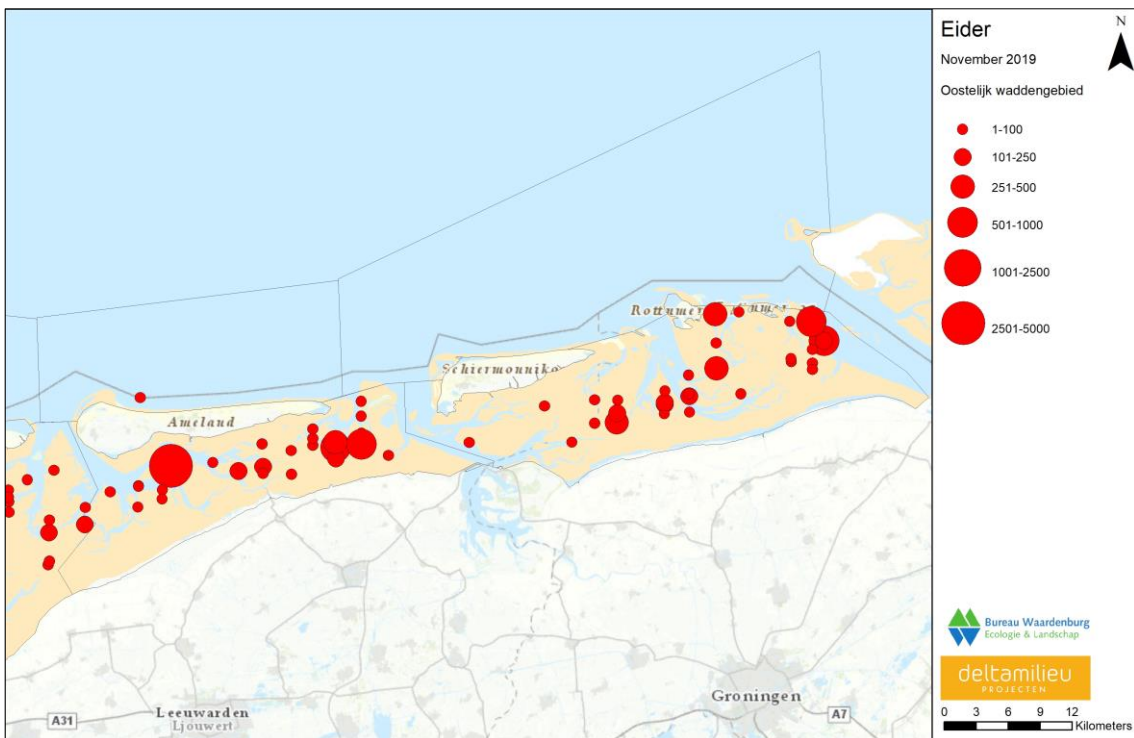 Eider
N
November 2019
Oostelijk waddengebied
1-100
101-250
251-500
501-1000
1001-2500
2501-5000
Ameland
Leeuwarden
Ljouwert
Groningen
A31
A7
Bureau Waardenburg
Ecologie & Landschap
deltamilieu
PROJECTEN
0 3 6 9 12
Kilometers